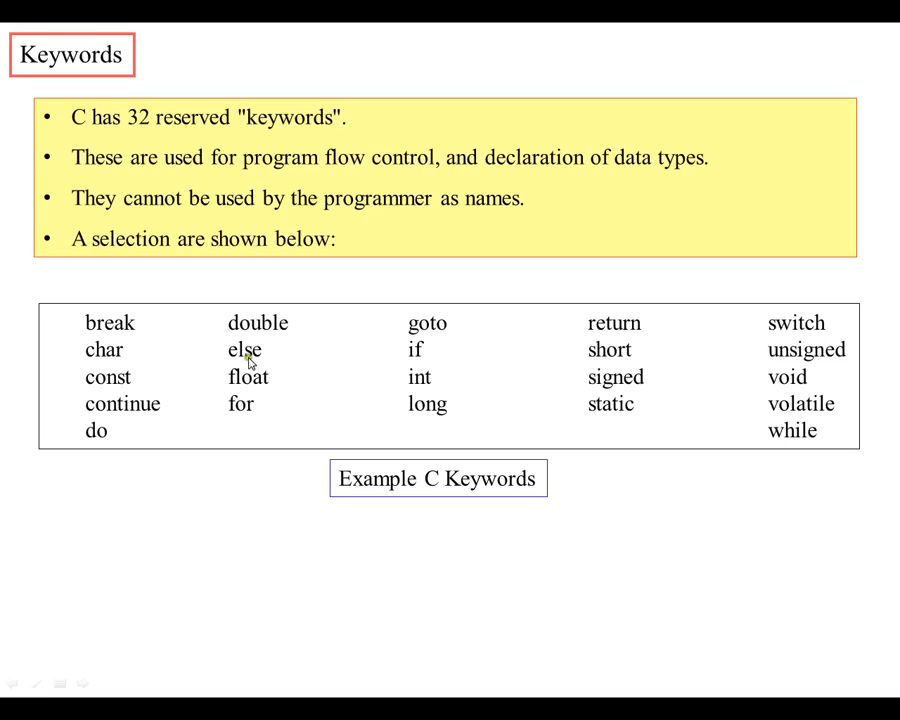 Keywords
• C has 32 reserved "keywords".
• These are used for program flow control, and declaration of data types.
• They cannot be used by the programmer as names.
• A selection are shown below:
break double goto return switch
char else if short unsigned
const float int signed void
continue for long static volatile
do while
Example C Keywords